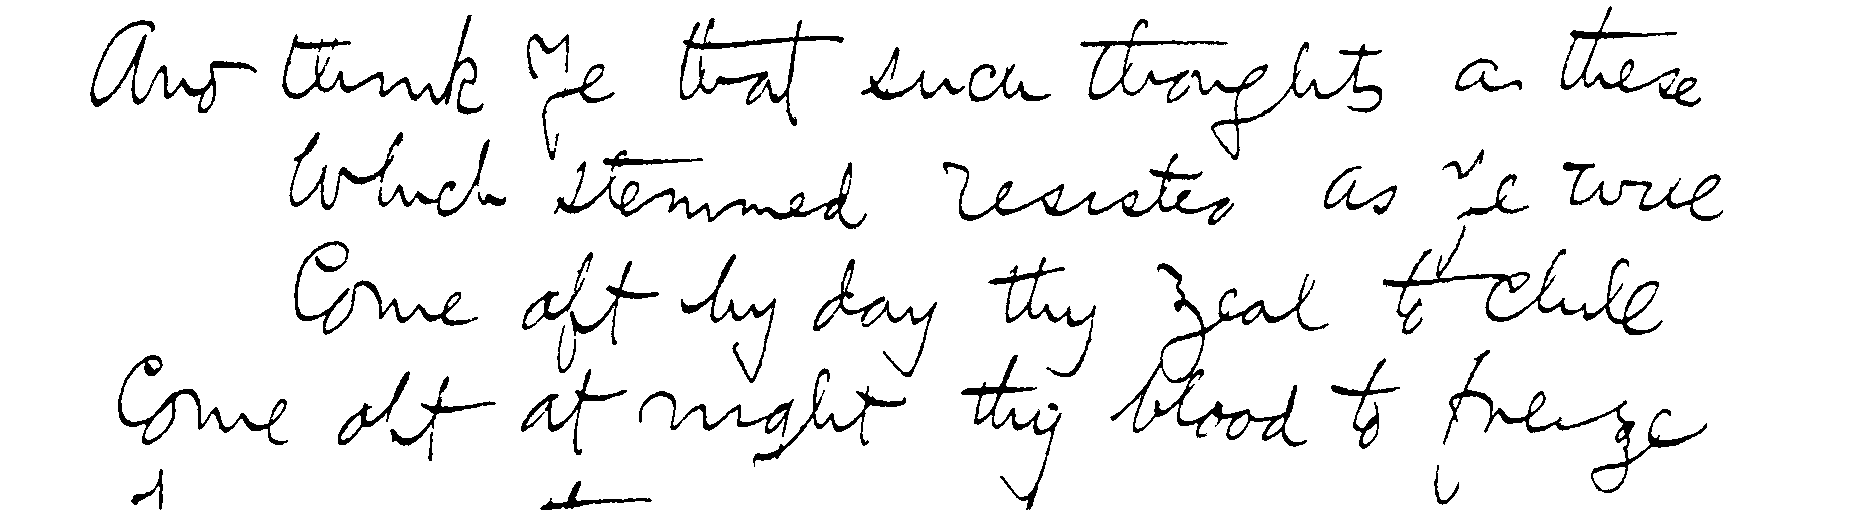 And think Ye that such thoughts as these
Which stemmed resisted as Ye will
Come oft by day thy zeal to chill
Come oft at night thy blood to freeze